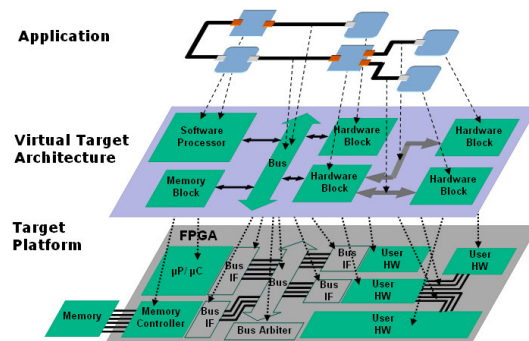 Application
Virtual Target
Architecture
Software
Processor
Bus
Hardware
Block
Hardware
Block
Memory
Block
Hardware
Block
Hardware
Block
Target
Platform
FPGA
µP/ µC
Bus
IF
Bus
Bus
IF
User
HW
User
HW
Memory
Memory
Controller
Bus
IF
Bus
IF
User
HW
Bus Arbiter
User
HW